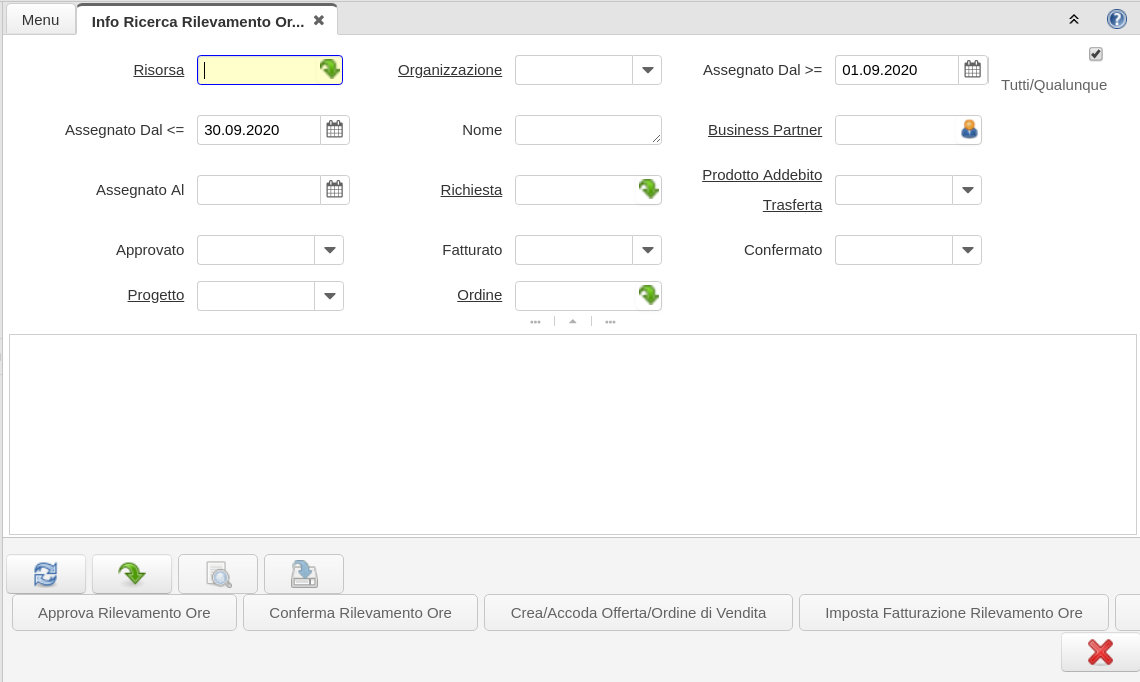 Menu
Info Ricerca Rilevamento Or...
Risorsa
Organizzazione
Assegnato Dal >= 01.09.2020
Tutti/Qualunque
Assegnato Dal <= 30.09.2020
Nome
Business Partner
Assegnato Al
Richiesta
Prodotto Addebito
Trasferta
Approvato
Fatturato
Confermato
Progetto
Ordine
Approva Rilevamento Ore
Conferma Rilevamento Ore
Crea/Accoda Offerta/Ordine di Vendita
Imposta Fatturazione Rilevamento Ore